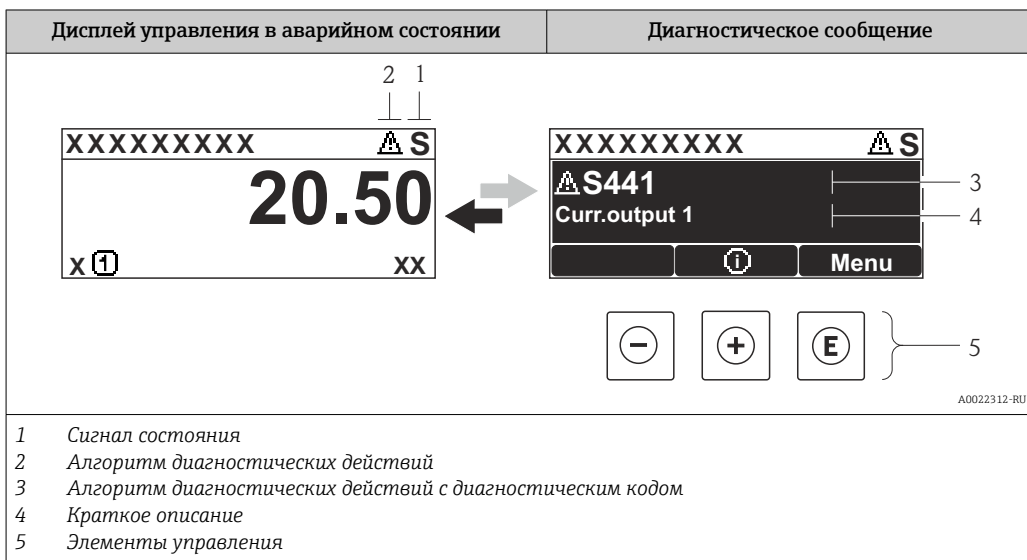 Дисплей управления в аварийном состоянии
Диагностическое сообщение
2 1
XXXXXXXXX ⚠ S
20.50
X 1 XX
XXXXXXXXX ⚠ S
⚠S441
3
Curr.output 1
4
i Menu
- + E
5
A0022312-RU
1 Сигнал состояния
2 Алгоритм диагностических действий
3 Алгоритм диагностических действий с диагностическим кодом
4 Краткое описание
5 Элементы управления